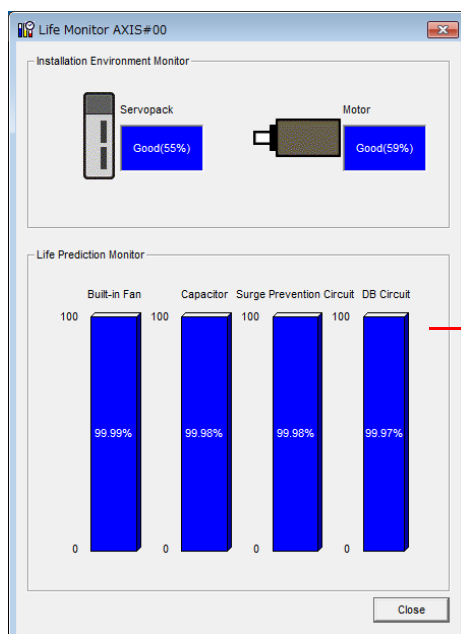 Life Monitor AXIS#00
Installation Environment Monitor
Servopack
Motor
Good(55%)
Good(59%)
Life Prediction Monitor
Built-in Fan Capacitor Surge Prevention Circuit DB Circuit
100 100 100 100
99.99% 99.98% 99.98% 99.97%
0 0 0 0
Close